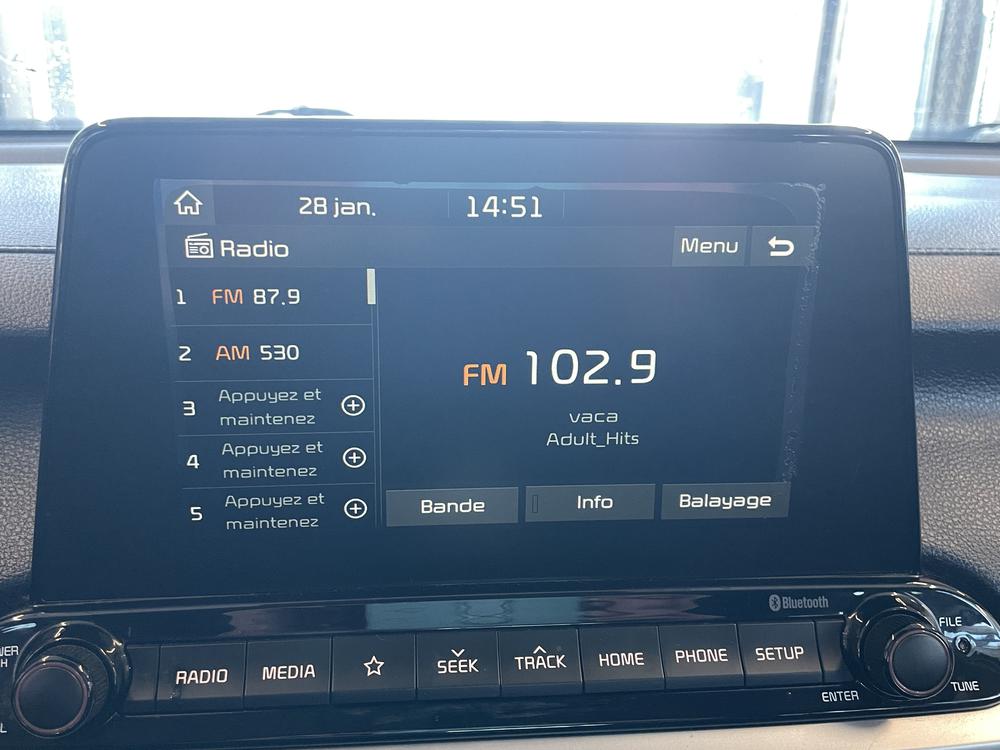 28 jan. 14:51
Radio Menu
1 FM 87.9
2 AM 530
3 Appuyez et
maintenez
4 Appuyez et
maintenez
5 Appuyez et
maintenez
FM 102.9
vaca
Adult_Hits
Bande Info Balayage
Bluetooth
RADIO MEDIA SEEK TRACK HOME PHONE SETUP
FILE
TUNE
ENTER